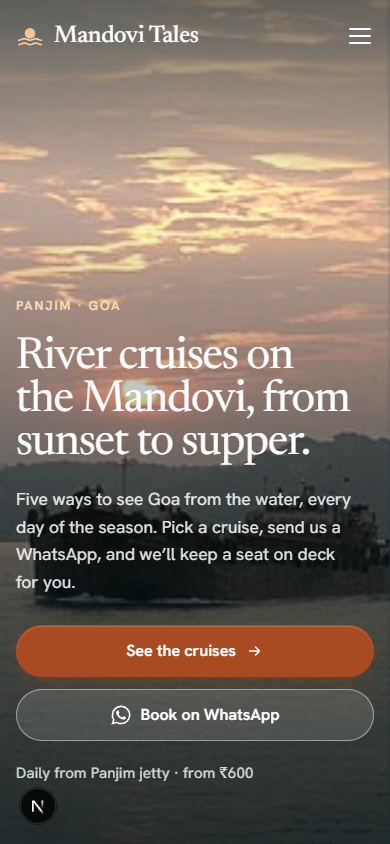 Mandovi Tales
PANJIM · GOA
River cruises on
the Mandovi, from
sunset to supper.
Five ways to see Goa from the water, every
day of the season. Pick a cruise, send us a
WhatsApp, and we’ll keep a seat on deck
for you.
See the cruises →
Book on WhatsApp
Daily from Panjim jetty · from ₹600
N